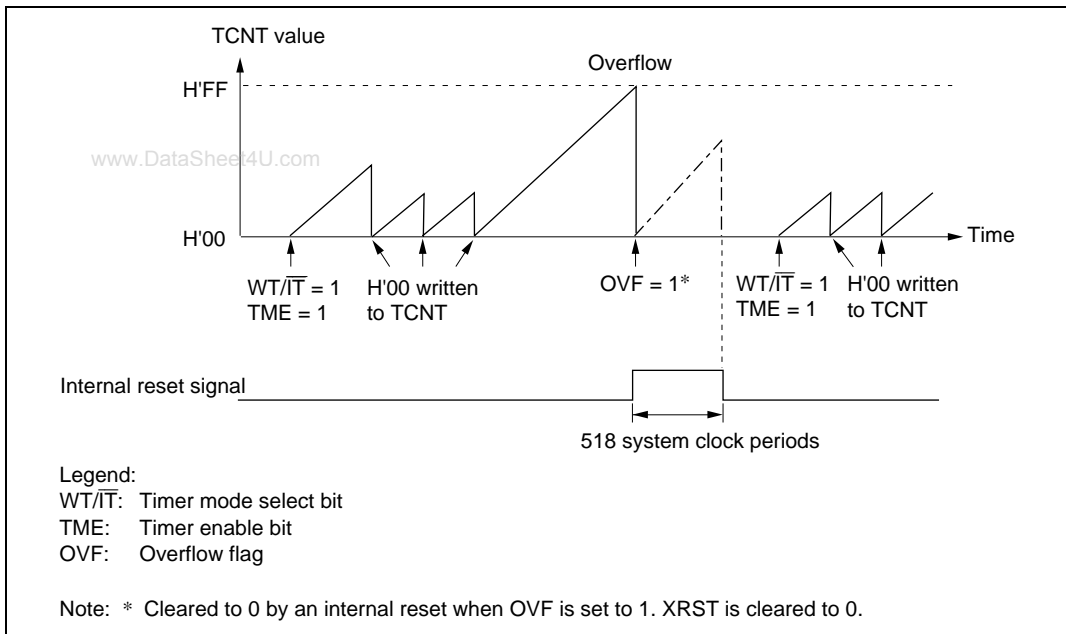 TCNT value
Overflow
H'FF
www.DataSheet4U.com
H'00
Time
WT/I̅T̅ = 1
TME = 1
H'00 written
to TCNT
OVF = 1*
WT/I̅T̅ = 1
TME = 1
H'00 written
to TCNT
Internal reset signal
518 system clock periods
Legend:
WT/I̅T̅: Timer mode select bit
TME: Timer enable bit
OVF: Overflow flag
Note: * Cleared to 0 by an internal reset when OVF is set to 1. XRST is cleared to 0.